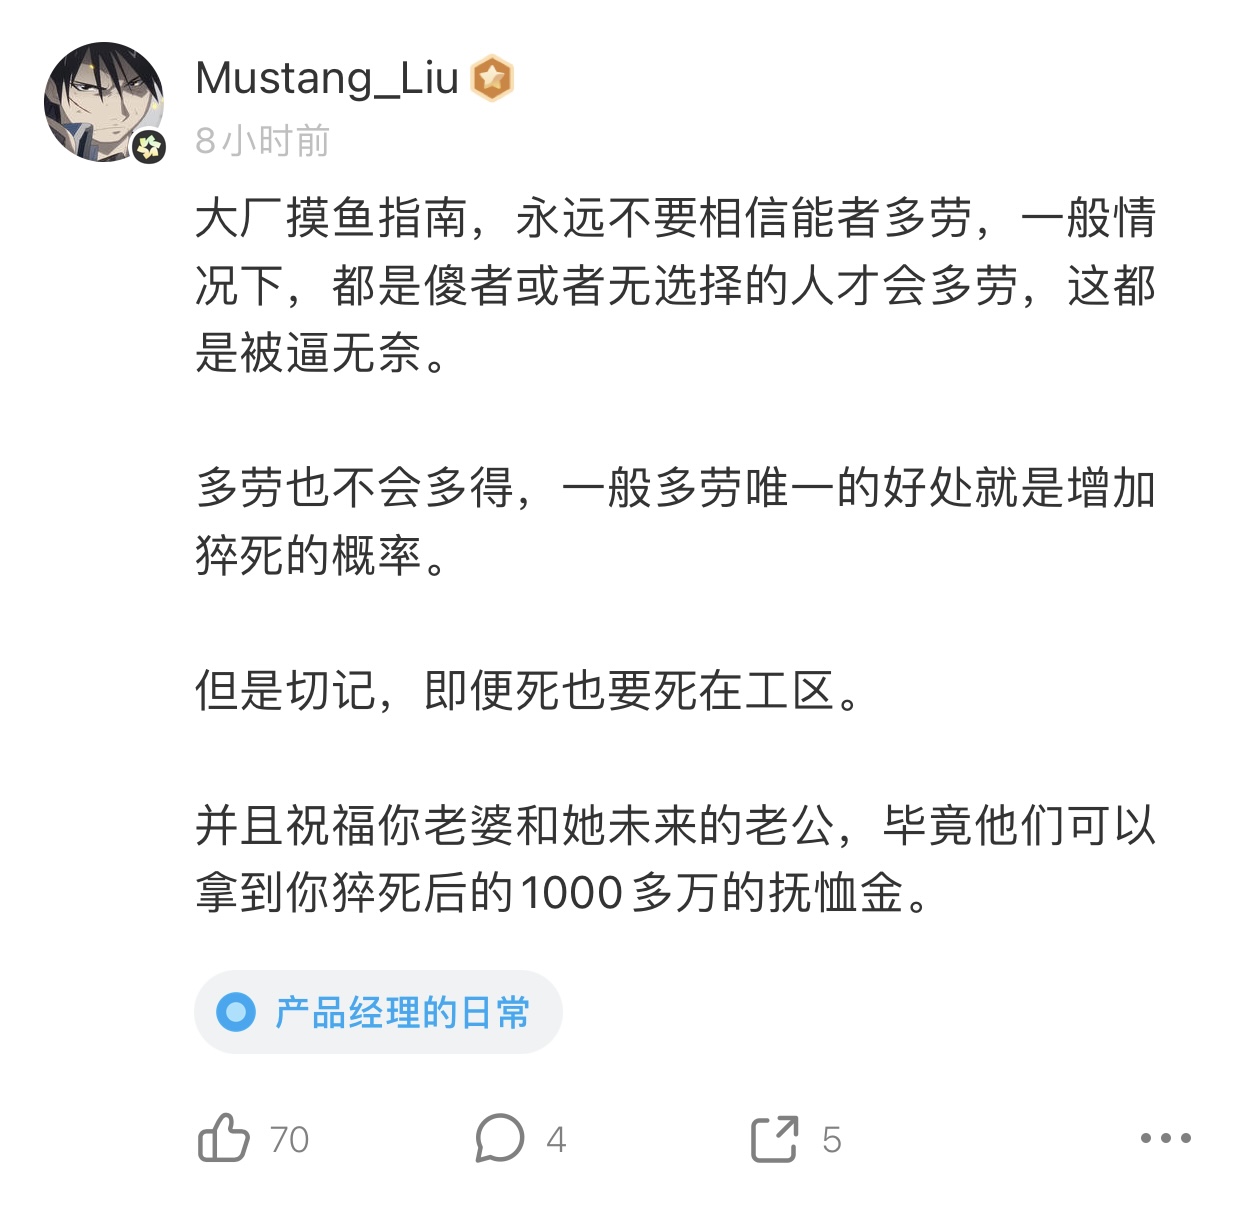 Mustang_Liu
8小时前
大厂摸鱼指南，永远不要相信能者多劳，一般情
况下，都是傻者或者无选择的人才会多劳，这都
是被逼无奈。
多劳也不会多得，一般多劳唯一的好处就是增加
猝死的概率。
但是切记，即便死也要死在工区。
并且祝福你老婆和她未来的老公，毕竟他们可以
拿到你猝死后的1000多万的抚恤金。
产品经理的日常
70
4
5